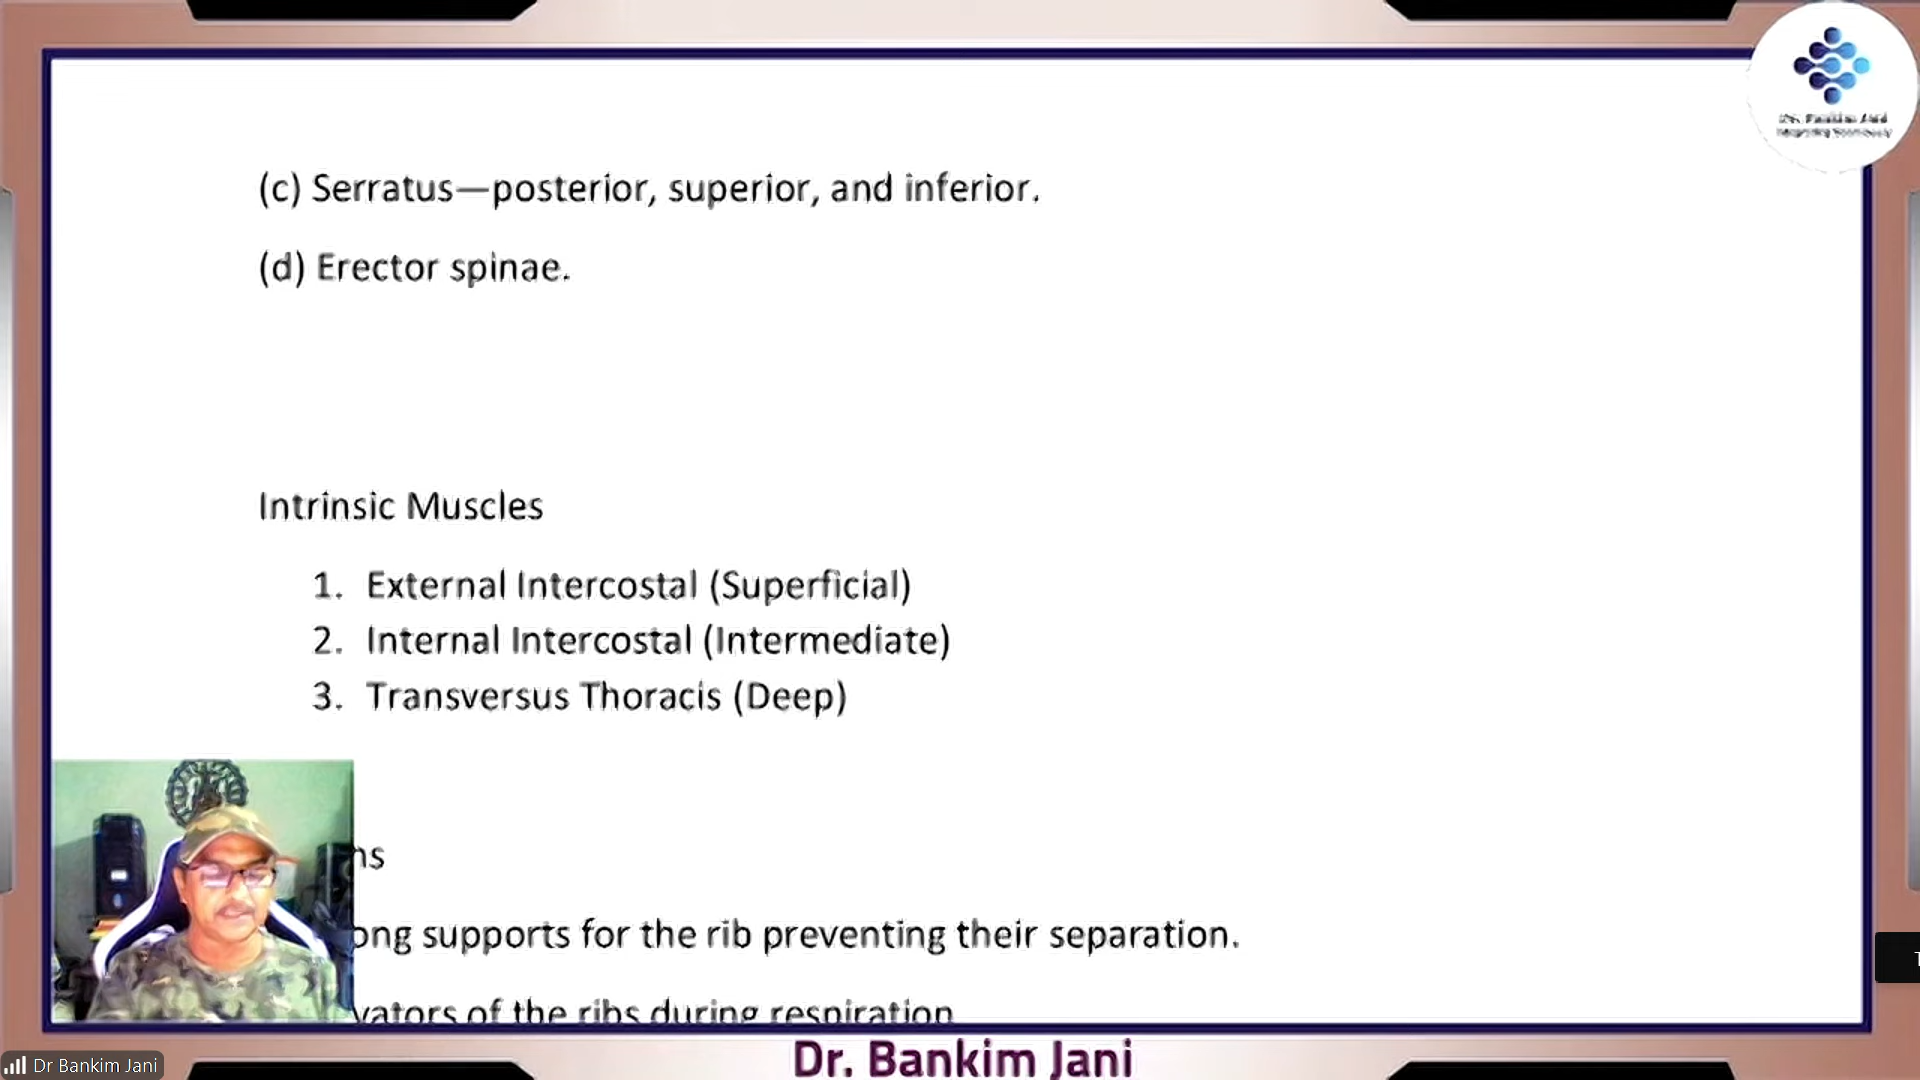 (c) Serratus—posterior, superior, and inferior.
(d) Erector spinae.
Intrinsic Muscles
1. External Intercostal (Superficial)
2. Internal Intercostal (Intermediate)
3. Transversus Thoracis (Deep)
ns
ong supports for the rib preventing their separation.
vators of the ribs during respiration
Dr. Bankim Jani
Dr Bankim Jani